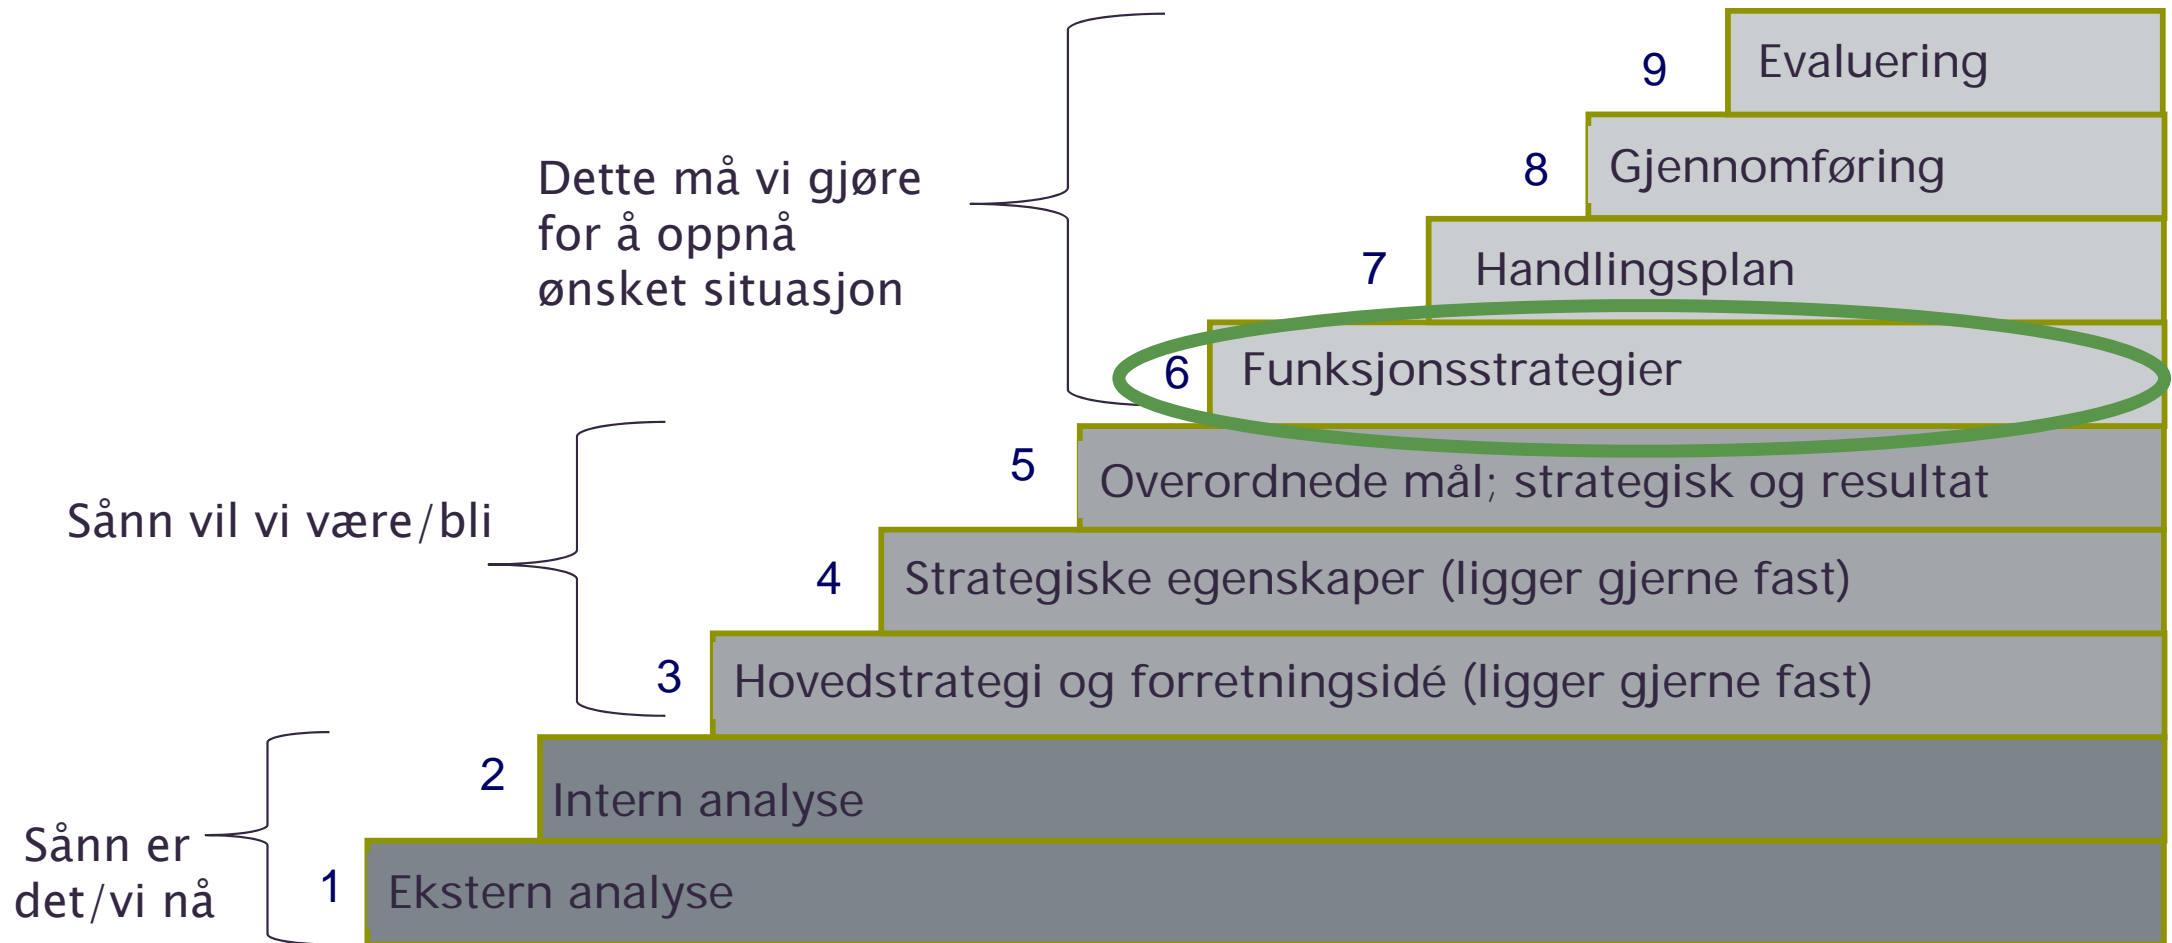 9 Evaluering
8 Gjennomføring
Dette må vi gjøre
for å oppnå
ønsket situasjon
7 Handlingsplan
6 Funksjonsstrategier
5 Overordnede mål; strategisk og resultat
Sånn vil vi være/bli
4 Strategiske egenskaper (ligger gjerne fast)
3 Hovedstrategi og forretningsidé (ligger gjerne fast)
2 Intern analyse
Sånn er
det/vi nå
1 Ekstern analyse